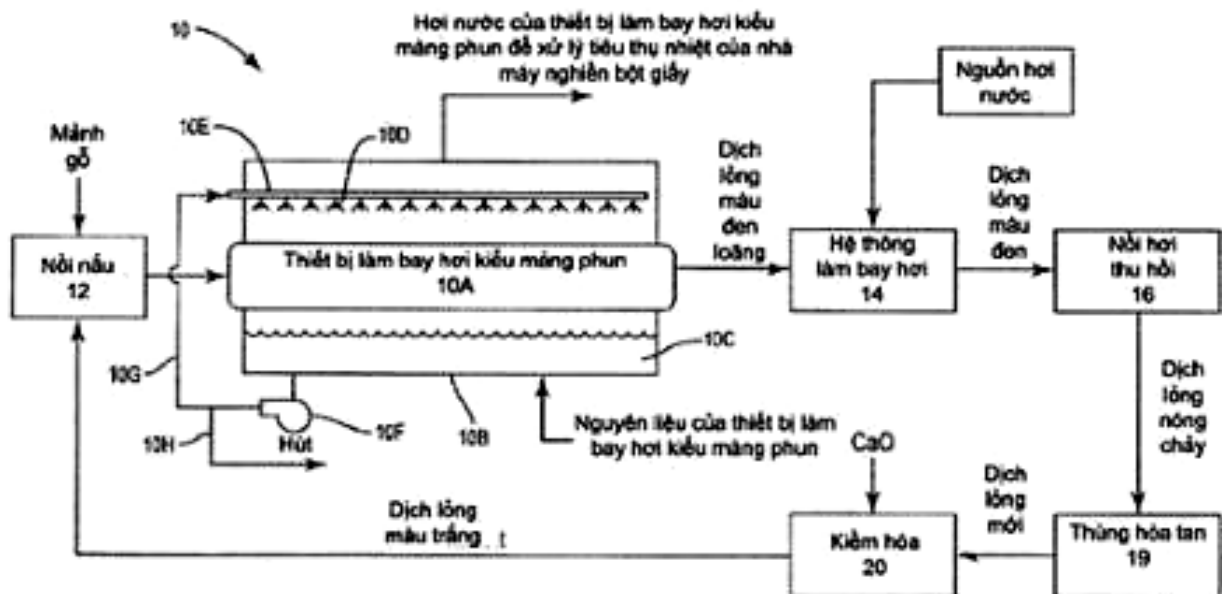 Hơi nước của thiết bị làm bay hơi kiểu
màng phun để xử lý tiêu thụ nhiệt của nhà
máy nghiền bột giấy
10
Nguồn hơi
nước
Mảnh
gỗ
10E
10D
Dịch
lỏng
màu
đen
loãng
Dịch
lỏng
màu
đen
Nồi nấu
12
Thiết bị làm bay hơi kiểu màng phun
10A
Hệ thông
làm bay hơi
14
Nồi hơi
thu hồi
16
10C
10G
10F
10B
Hút
10H
Nguyên liệu của thiết bị làm
bay hơi kiểu màng phun
CaO
Dịch
lỏng
nóng
chảy
Dịch lỏng
màu trắng
Dịch
lỏng
mới
Kiềm hóa
20
Thùng hóa tan
19